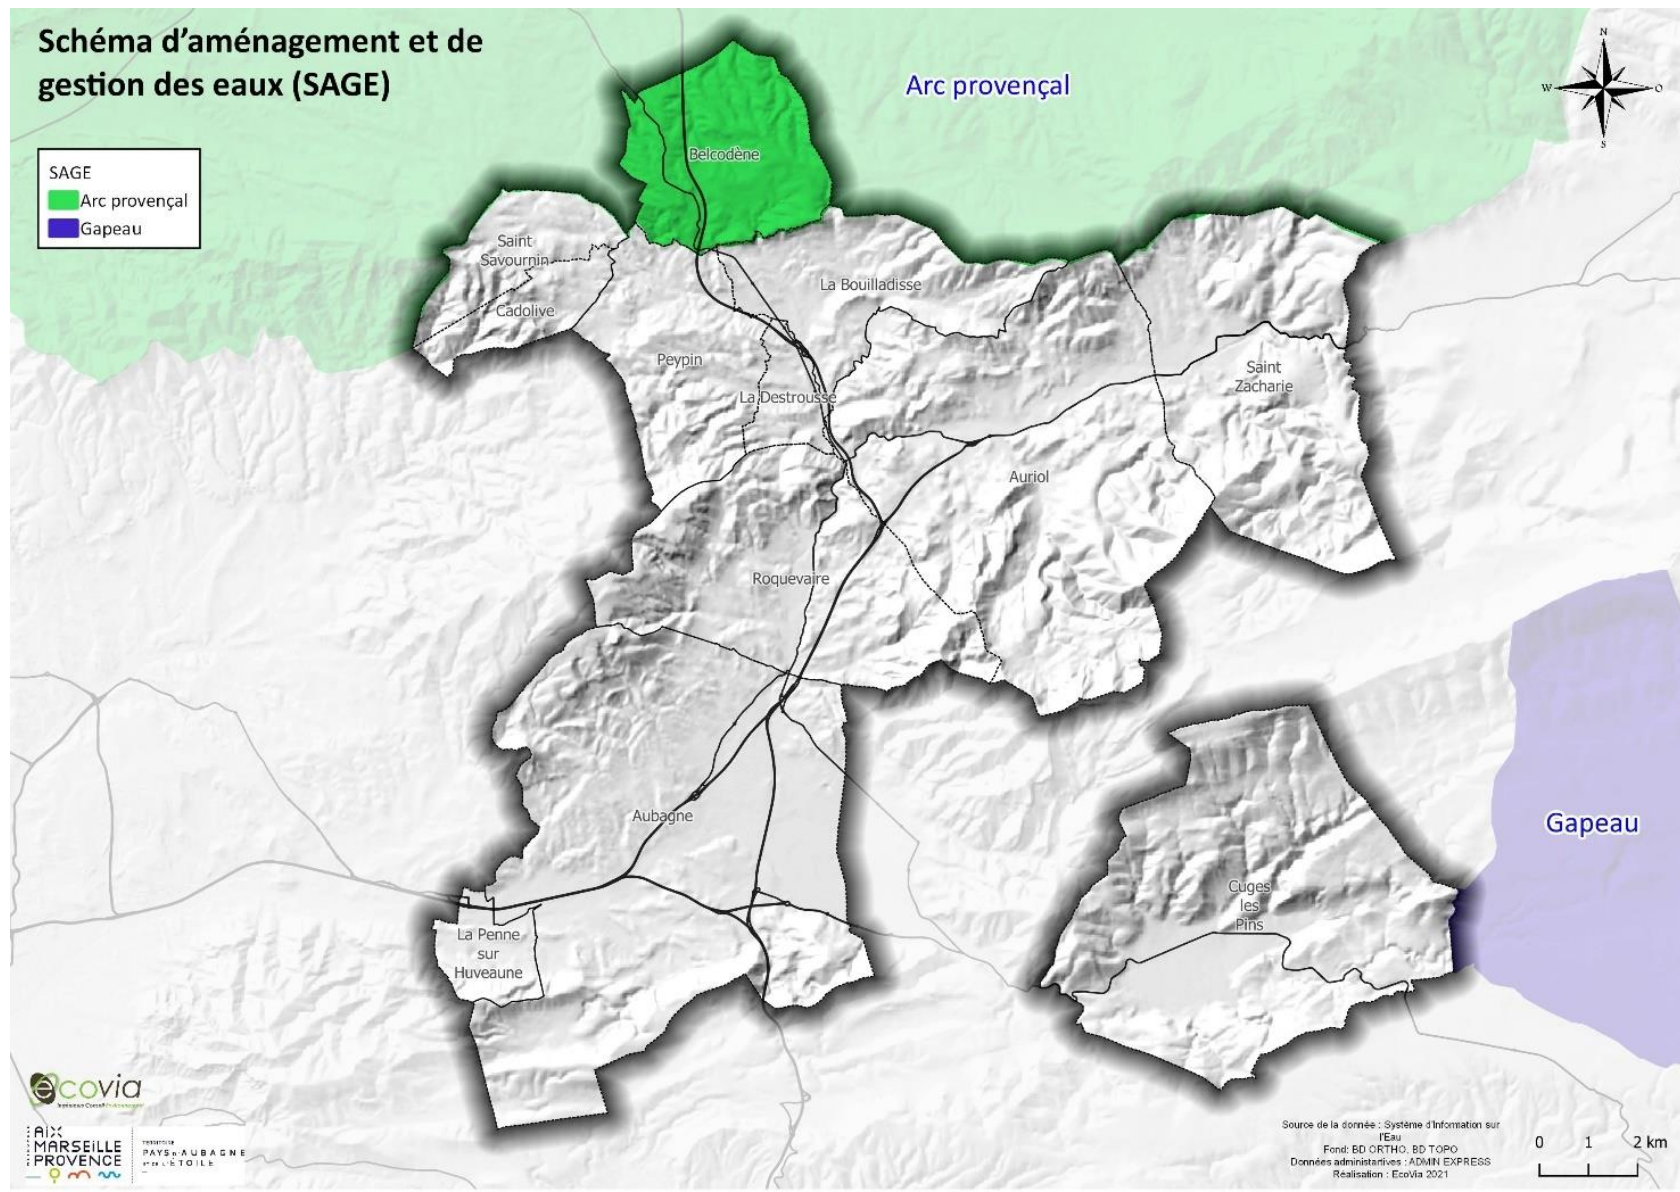 Schéma d’aménagement et de
gestion des eaux (SAGE)
Arc provençal
N
W
O
S
SAGE
Arc provençal
Gapeau
Belcodène
Saint
Savournin
Cadolive
La Bouilladisse
Peypin
La Destrousse
Saint
Zacharie
Auriol
Roquevaire
Aubagne
Gapeau
Cuges
les
Pins
La Penne
sur
Huveaune
écovia
AIX
MARSEILLE
PROVENCE
TERRITOIRE
PAYS D'AUBAGNE
ET DE L'ÉTOILE
Source de la donnée : Système d'Information sur
l'Eau
Fond: BD ORTHO, BD TOPO
Données administartives : ADMIN EXPRESS
Réalisation : EcoVia 2021
0 1 2 km